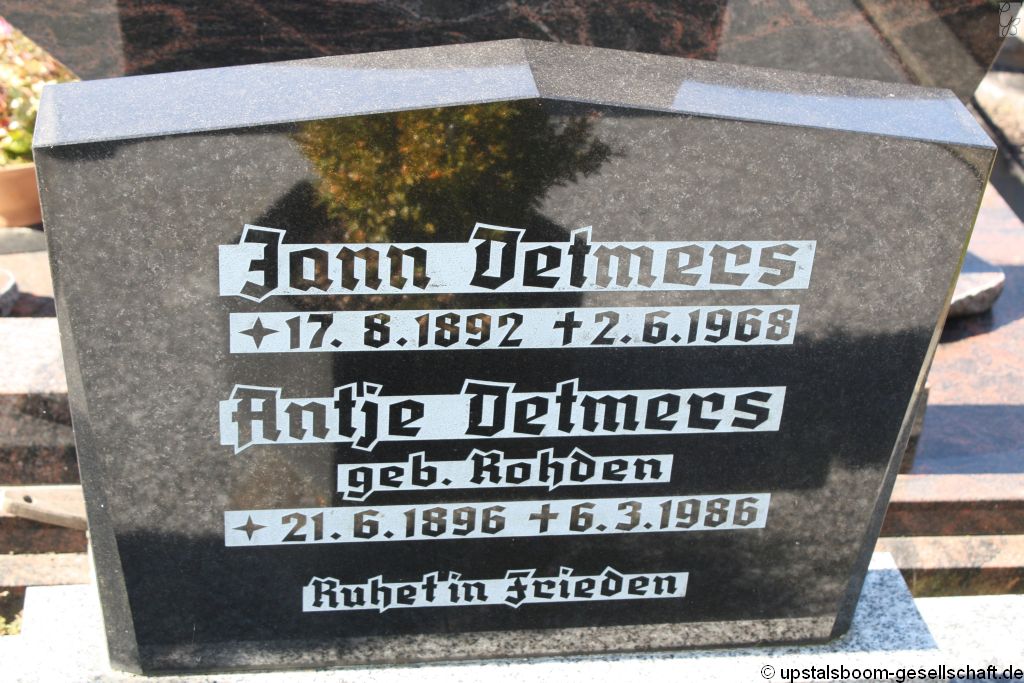 Jann Detmers
✦ 17. 8. 1892 ✝ 2. 6. 1968
Antje Detmers
geb. Rohden
✦ 21. 6. 1896 ✝ 6. 3. 1986
Ruhet in Frieden
© upstalsboom-gesellschaft.de